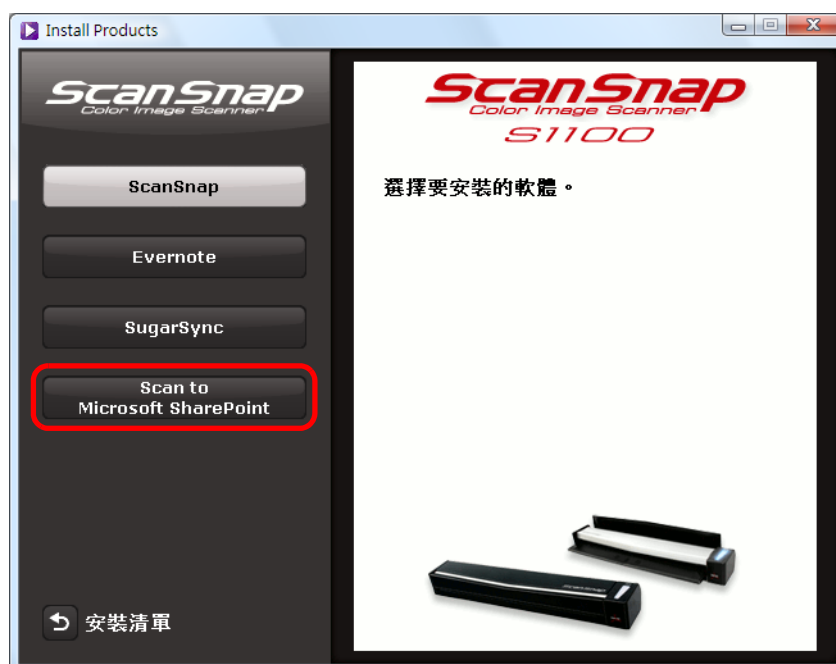 Install Products
ScanSnap
Color Image Scanner
ScanSnap
Evernote
SugarSync
Scan to
Microsoft SharePoint
安裝清單
ScanSnap
Color Image Scanner
S1100
選擇要安裝的軟體。
ScanSnap